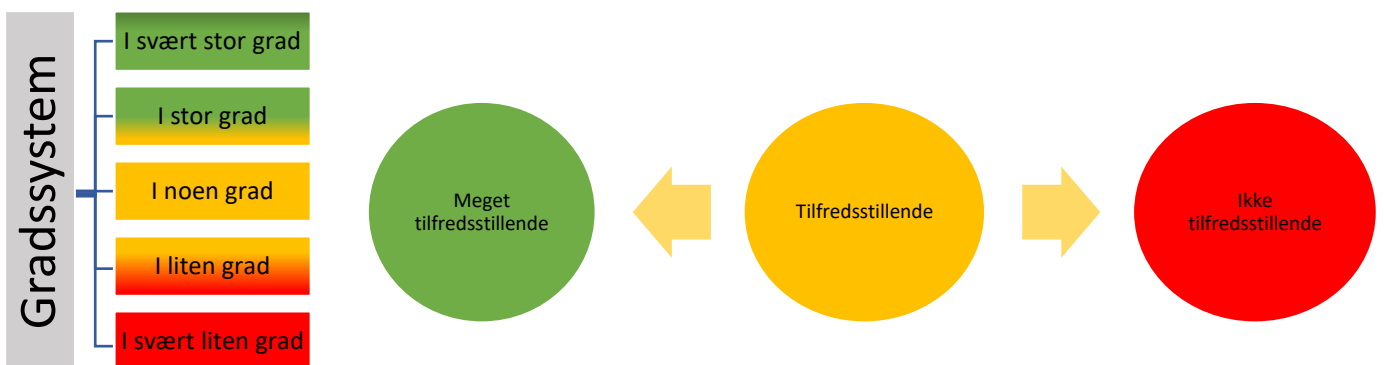 Gradssystem
I svært stor grad
I stor grad
I noen grad
I liten grad
I svært liten grad
Meget
tilfredsstillende
Tilfredsstillende
Ikke
tilfredsstillende